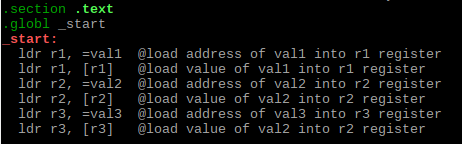 .section .text
.globl _start
_start:
  ldr r1, =val1  @load address of val1 into r1 register
  ldr r1, [r1]   @load value of val1 into r1 register
  ldr r2, =val2  @load address of val2 into r2 register
  ldr r2, [r2]   @load value of val2 into r2 register
  ldr r3, =val3  @load address of val3 into r3 register
  ldr r3, [r3]   @load value of val2 into r2 register